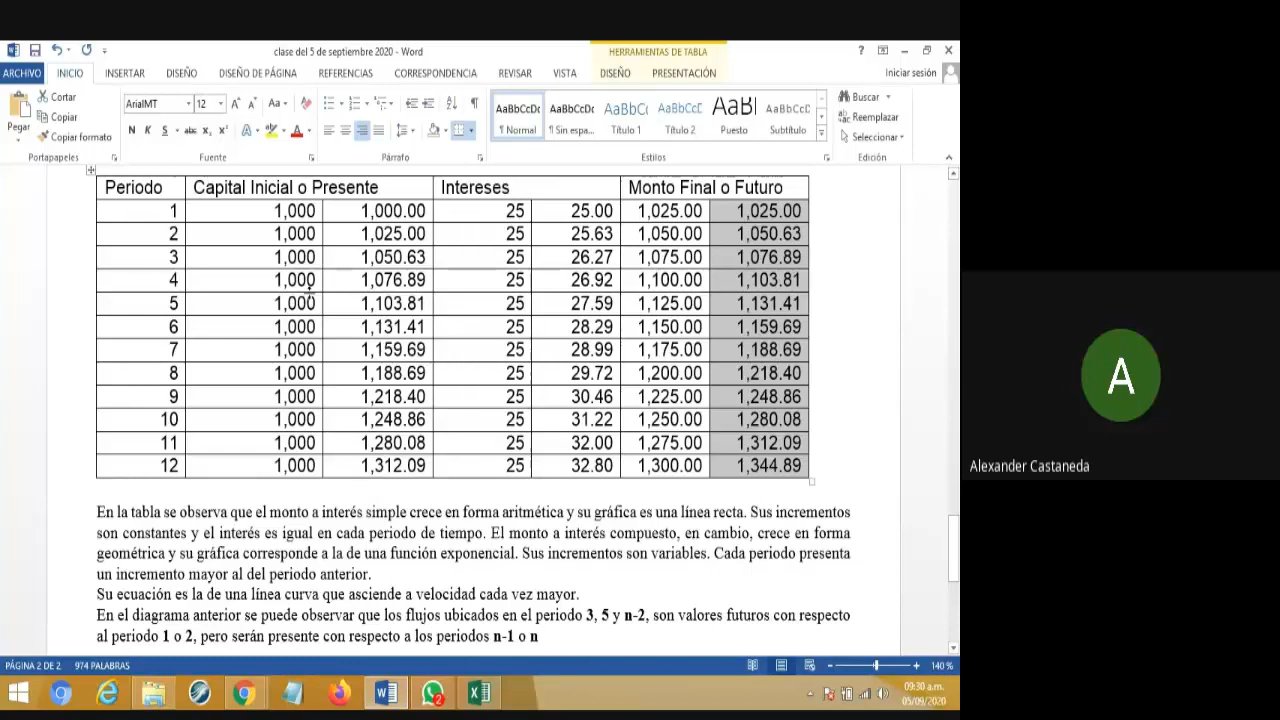 clase del 5 de septiembre 2020 - Word
HERRAMIENTAS DE TABLA
ARCHIVO INICIO INSERTAR DISEÑO DISEÑO DE PÁGINA REFERENCIAS CORRESPONDENCIA REVISAR VISTA DISEÑO PRESENTACIÓN Iniciar sesión
Pegar
Cortar
Copiar
Copiar formato
Portapapeles
ArialMT 12
N K S abc x₂ x²
Fuente
Párrafo
AaBbCcDc AaBbCcDc AaBbC AaBbCcD AaB AaBbCcD
¶ Normal ¶ Sin espa... Título 1 Título 2 Puesto Subtítulo
Estilos
Buscar
Reemplazar
Seleccionar
Edición
Periodo Capital Inicial o Presente Intereses Monto Final o Futuro
1 1,000 1,000.00 25 25.00 1,025.00 1,025.00
2 1,000 1,025.00 25 25.63 1,050.00 1,050.63
3 1,000 1,050.63 25 26.27 1,075.00 1,076.89
4 1,000 1,076.89 25 26.92 1,100.00 1,103.81
5 1,000 1,103.81 25 27.59 1,125.00 1,131.41
6 1,000 1,131.41 25 28.29 1,150.00 1,159.69
7 1,000 1,159.69 25 28.99 1,175.00 1,188.69
8 1,000 1,188.69 25 29.72 1,200.00 1,218.40
9 1,000 1,218.40 25 30.46 1,225.00 1,248.86
10 1,000 1,248.86 25 31.22 1,250.00 1,280.08
11 1,000 1,280.08 25 32.00 1,275.00 1,312.09
12 1,000 1,312.09 25 32.80 1,300.00 1,344.89
En la tabla se observa que el monto a interés simple crece en forma aritmética y su gráfica es una línea recta. Sus incrementos
son constantes y el interés es igual en cada periodo de tiempo. El monto a interés compuesto, en cambio, crece en forma
geométrica y su gráfica corresponde a la de una función exponencial. Sus incrementos son variables. Cada periodo presenta
un incremento mayor al del periodo anterior.
Su ecuación es la de una línea curva que asciende a velocidad cada vez mayor.
En el diagrama anterior se puede observar que los flujos ubicados en el periodo 3, 5 y n-2, son valores futuros con respecto
al periodo 1 o 2, pero serán presente con respecto a los periodos n-1 o n
PÁGINA 2 DE 2 974 PALABRAS 140 %
09:30 a.m.
05/09/2020
A
Alexander Castaneda